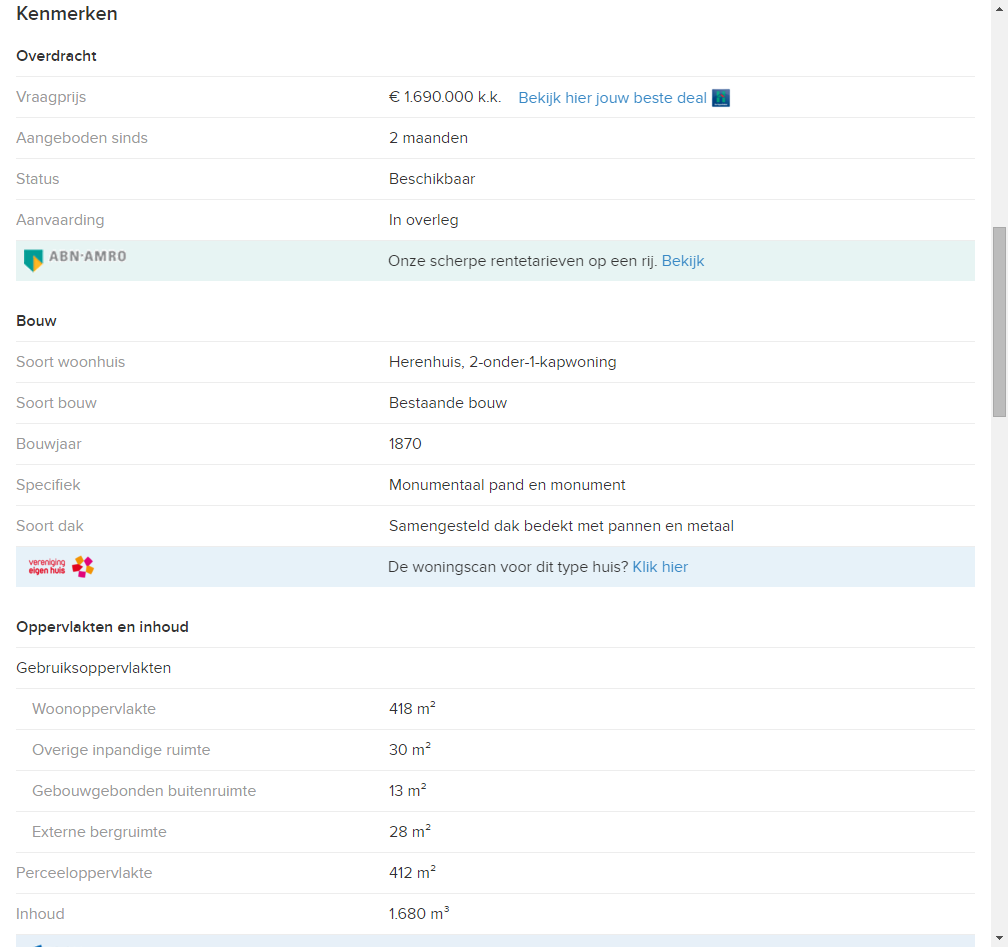 Kenmerken
Overdracht
Vraagprijs € 1.690.000 k.k. Bekijk hier jouw beste deal
Aangeboden sinds 2 maanden
Status Beschikbaar
Aanvaarding In overleg
ABN·AMRO Onze scherpe rentetarieven op een rij. Bekijk
Bouw
Soort woonhuis Herenhuis, 2-onder-1-kapwoning
Soort bouw Bestaande bouw
Bouwjaar 1870
Specifiek Monumentaal pand en monument
Soort dak Samengesteld dak bedekt met pannen en metaal
vereniging
eigen huis De woningscan voor dit type huis? Klik hier
Oppervlakten en inhoud
Gebruiksoppervlakten
Woonoppervlakte 418 m²
Overige inpandige ruimte 30 m²
Gebouwgebonden buitenruimte 13 m²
Externe bergruimte 28 m²
Perceeloppervlakte 412 m²
Inhoud 1.680 m³